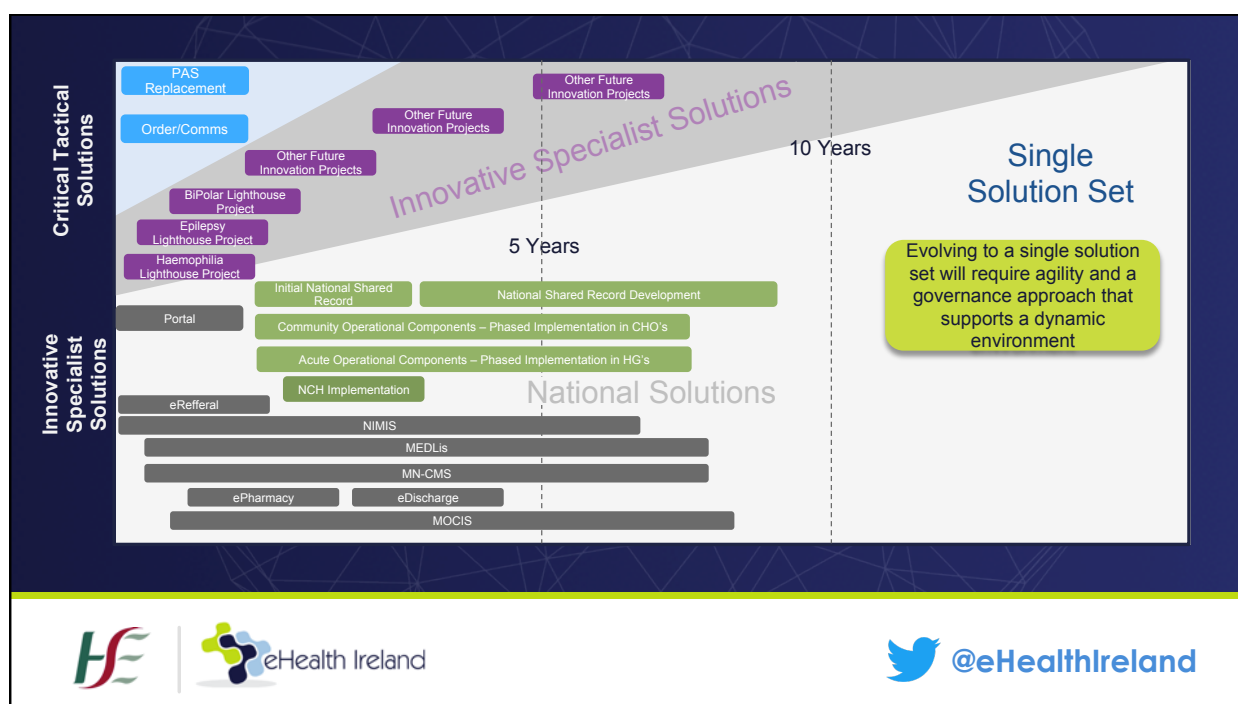 Critical Tactical
Solutions
Innovative
Specialist
Solutions
PAS
Replacement
Order/Comms
Other Future
Innovation Projects
Other Future
Innovation Projects
Other Future
Innovation Projects
BiPolar Lighthouse
Project
Epilepsy
Lighthouse Project
Haemophilia
Lighthouse Project
Innovative Specialist Solutions
5 Years
10 Years
Single
Solution Set
Evolving to a single solution
set will require agility and a
governance approach that
supports a dynamic
environment
Initial National Shared
Record
National Shared Record Development
Portal
Community Operational Components – Phased Implementation in CHO's
Acute Operational Components – Phased Implementation in HG's
NCH Implementation
National Solutions
eRefferal
NIMIS
MEDLis
MN-CMS
ePharmacy
eDischarge
MOCIS
HE
eHealth Ireland
@eHealthIreland